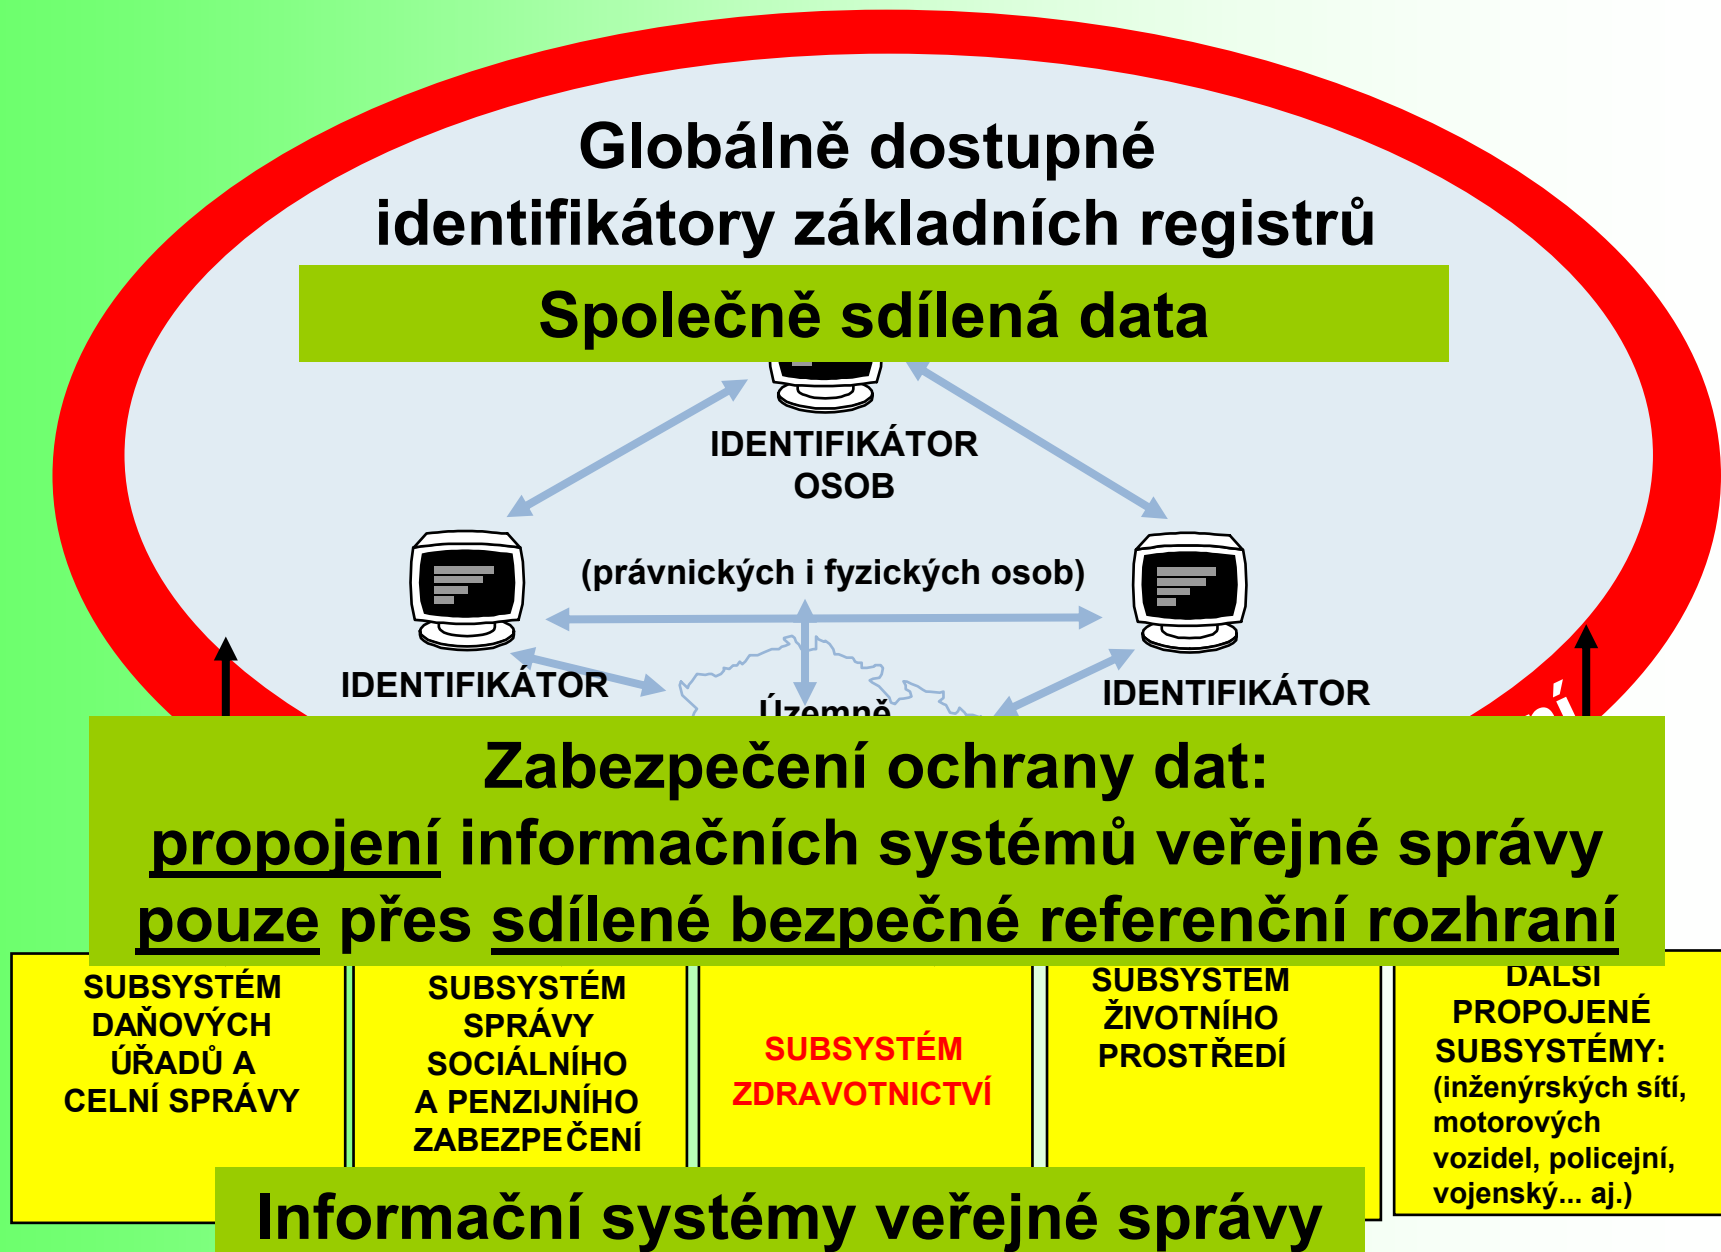 Globálně dostupné
identifikátory základních registrů
Společně sdílená data
IDENTIFIKÁTOR
OSOB
(právnických i fyzických osob)
IDENTIFIKÁTOR
IDENTIFIKÁTOR
Územně
Zabezpečení ochrany dat:
propojení informačních systémů veřejné správy
pouze přes sdílené bezpečné referenční rozhraní
SUBSYSTÉM
DAŇOVÝCH
ÚŘADŮ A
CELNÍ SPRÁVY
SUBSYSTÉM
SPRÁVY
SOCIÁLNÍHO
A PENZIJNÍHO
ZABEZPEČENÍ
SUBSYSTÉM
ZDRAVOTNICTVÍ
SUBSYSTÉM
ŽIVOTNÍHO
PROSTŘEDÍ
DALŠÍ
PROPOJENÉ
SUBSYSTÉMY:
(inženýrských sítí,
motorových
vozidel, policejní,
vojenský... aj.)
Informační systémy veřejné správy